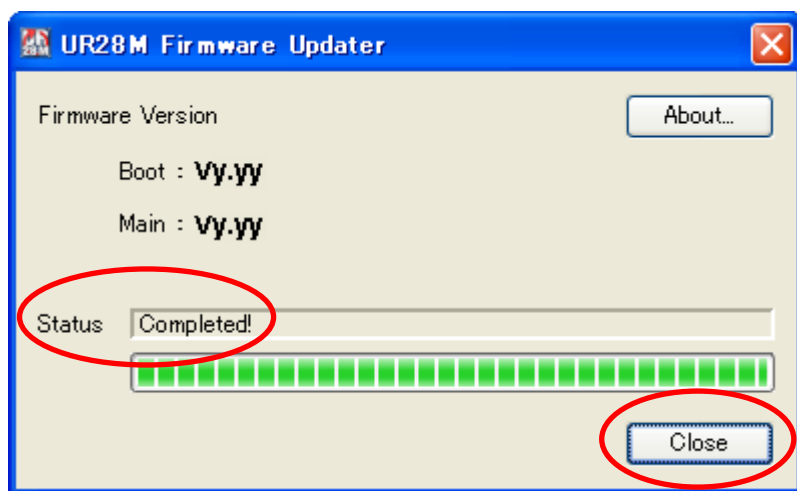 UR28M Firmware Updater
Firmware Version
About...
Boot : Vy.yy
Main : Vy.yy
Status Completed!
Close